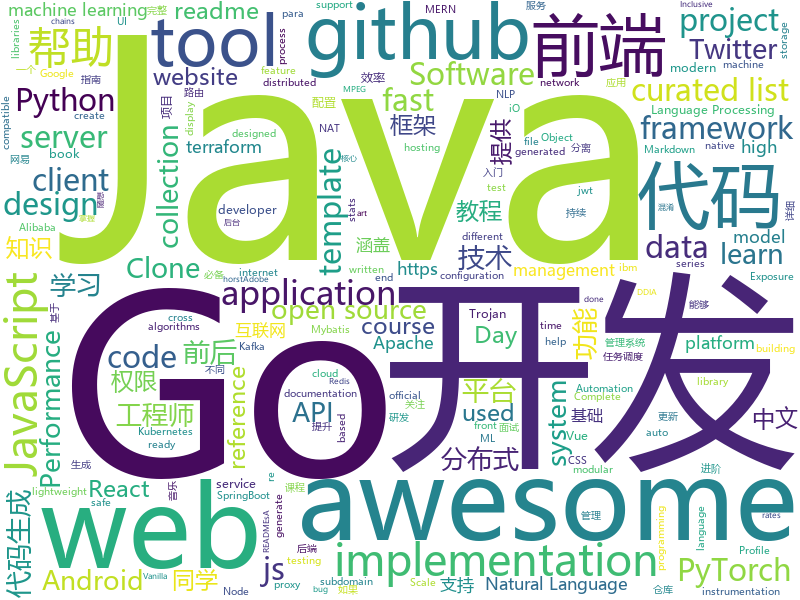 machine learning
readme
tool
github
前端
project
UI
para
support
MERN
storage
服务
Inclusive
libraries
chains
Automation
帮助
Java
Twitter
完整
一个
Google
指南
效率
process
distributed
modern
machine
应用
compatible
website
Software
curated list
Python
fast
feature
network
NLP
项目
路由
配置
Language Processing
create
server
框架
提供
NAT
iO
file
Object
分离
framework
native
book
terraform
hosting
generated
Markdown
网易
display
MPEG
核心
high
client
collection
template
developer
stats
art
后台
入门
test
jwt
持续
代码
design
教程
designed
混淆
Alibaba
written
different
data
model
知识
涵盖
Clone
https
技术
management
ibm
learn
series
Exposure
学习
internet
end
configuration
必备
application
Go
开发
JavaScript
horstAdobe
open source
Trojan
time
DDIA
building
互联网
cross
algorithms
course
Day
done
功能
能够
code
前后
Kafka
Apache
help
platform
Mybatis
基于
不同
管理系统
任务调度
Performance
reference
documentation
official
cloud
Redis
library
权限
API
研发
关注
平台
used
Complete
工程师
Kubernetes
ready
提升
based
front
面试
system
基础
更新
auto
中文
js
ML
分布式
Vue
CSS
modular
进阶
生成
代码生成
web
awesome
lightweight
React
service
SpringBoot
generate
音乐
课程
re
READMEsA
safe
programming
language
Android
同学
Node
Vanilla
后端
testing
如果
bug
implementation
支持
Scale
proxy
subdomain
管理
Natural Language
PyTorch
Profile
仓库
instrumentation
rates